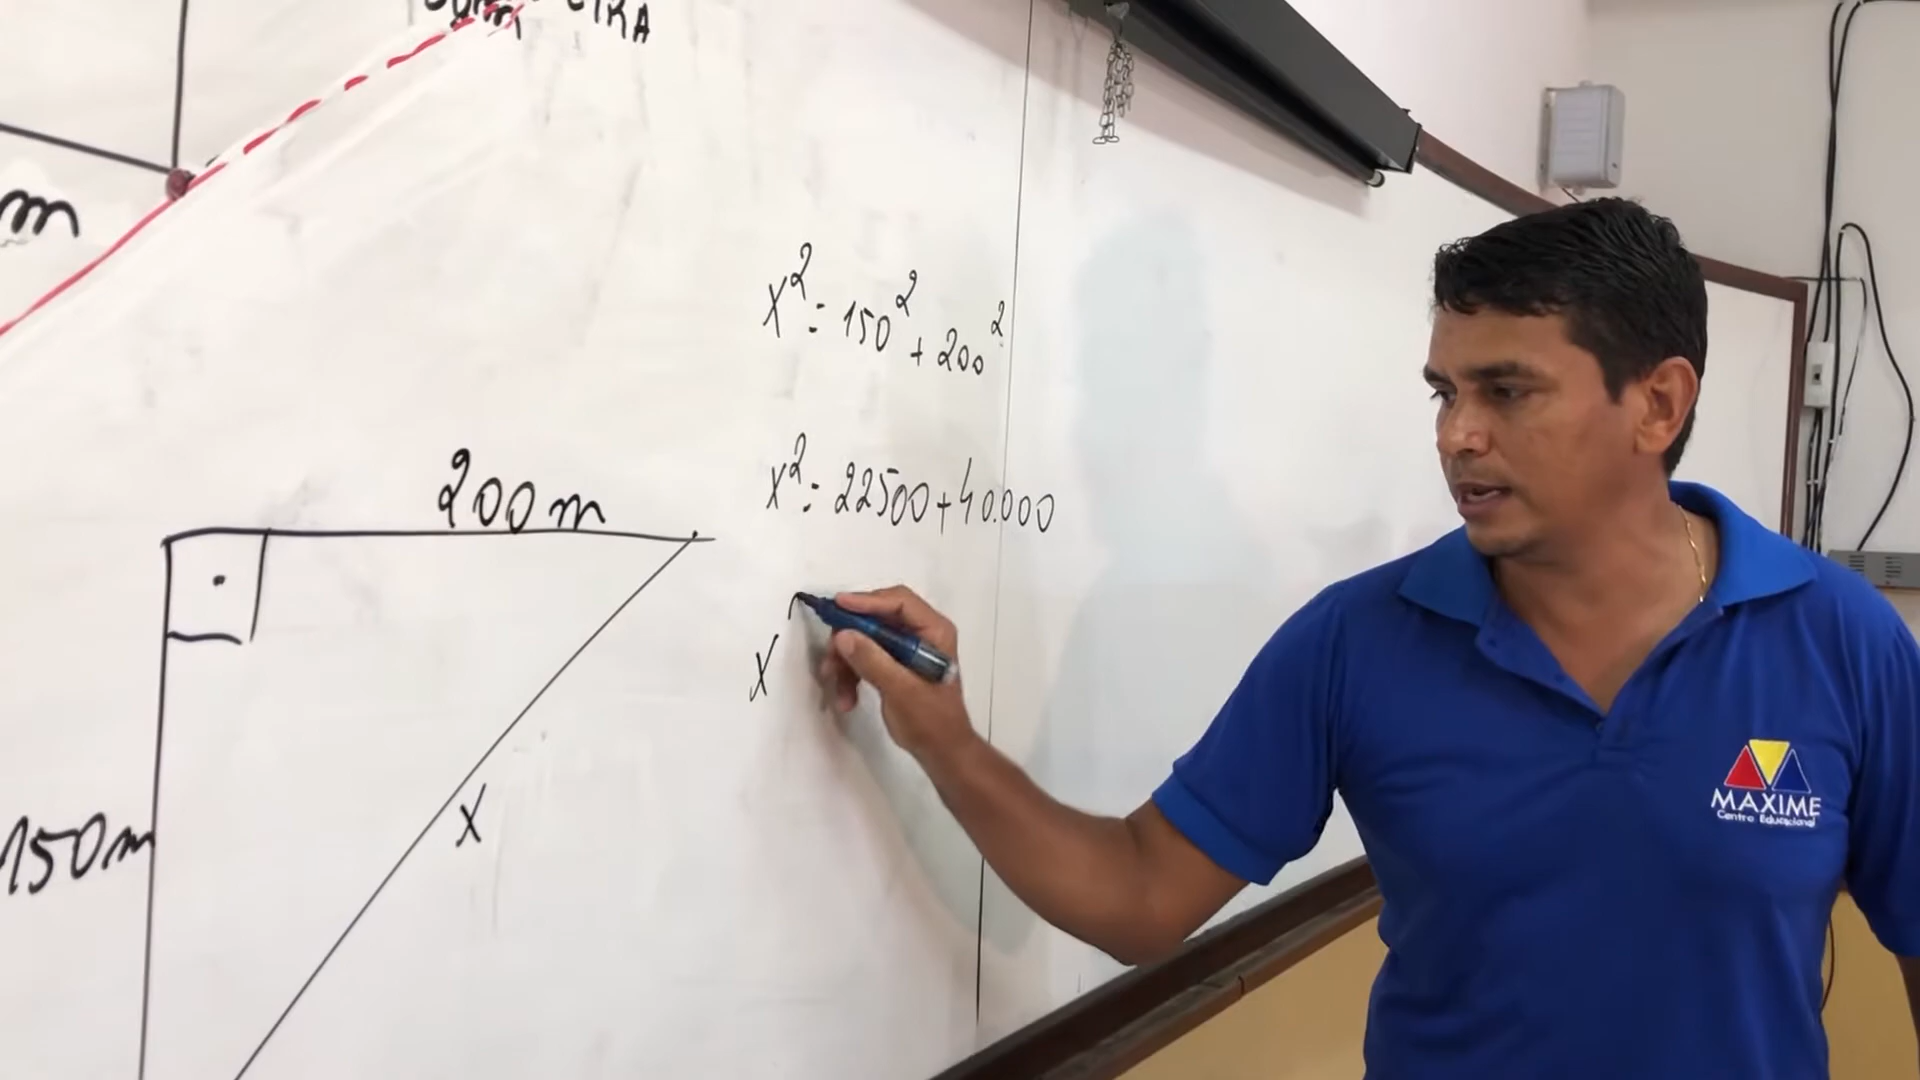 m
200m
150m
x
x² = 150² + 200²
x² = 22500 + 40.000
x
MAXIME
Centro Educacional